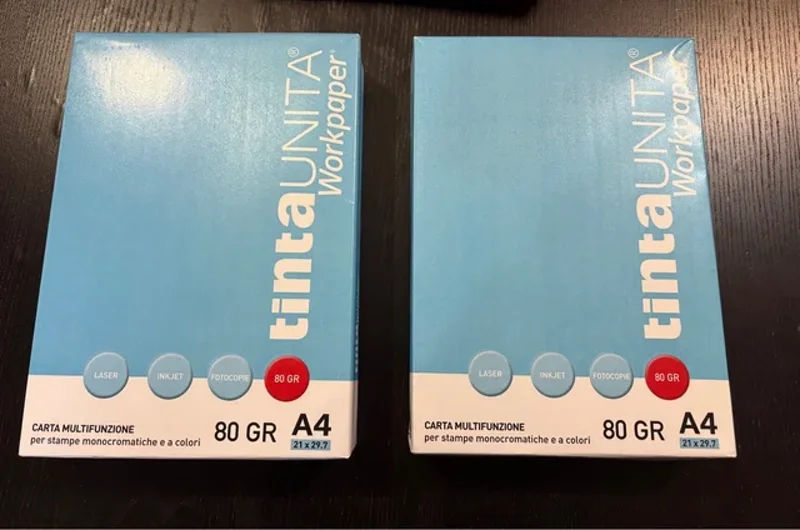 tintaUNITA®
Workpaper®
LASER
INKJET
FOTOCOPIE
80 GR
CARTA MULTIFUNZIONE
per stampe monocromatiche e a colori
80 GR
A4
21 x 29.7
tintaUNITA®
Workpaper
LASER
INKJET
FOTOCOPIE
80 GR
CARTA MULTIFUNZIONE
per stampe monocromatiche e a colori
80 GR
A4
21 x 29.7